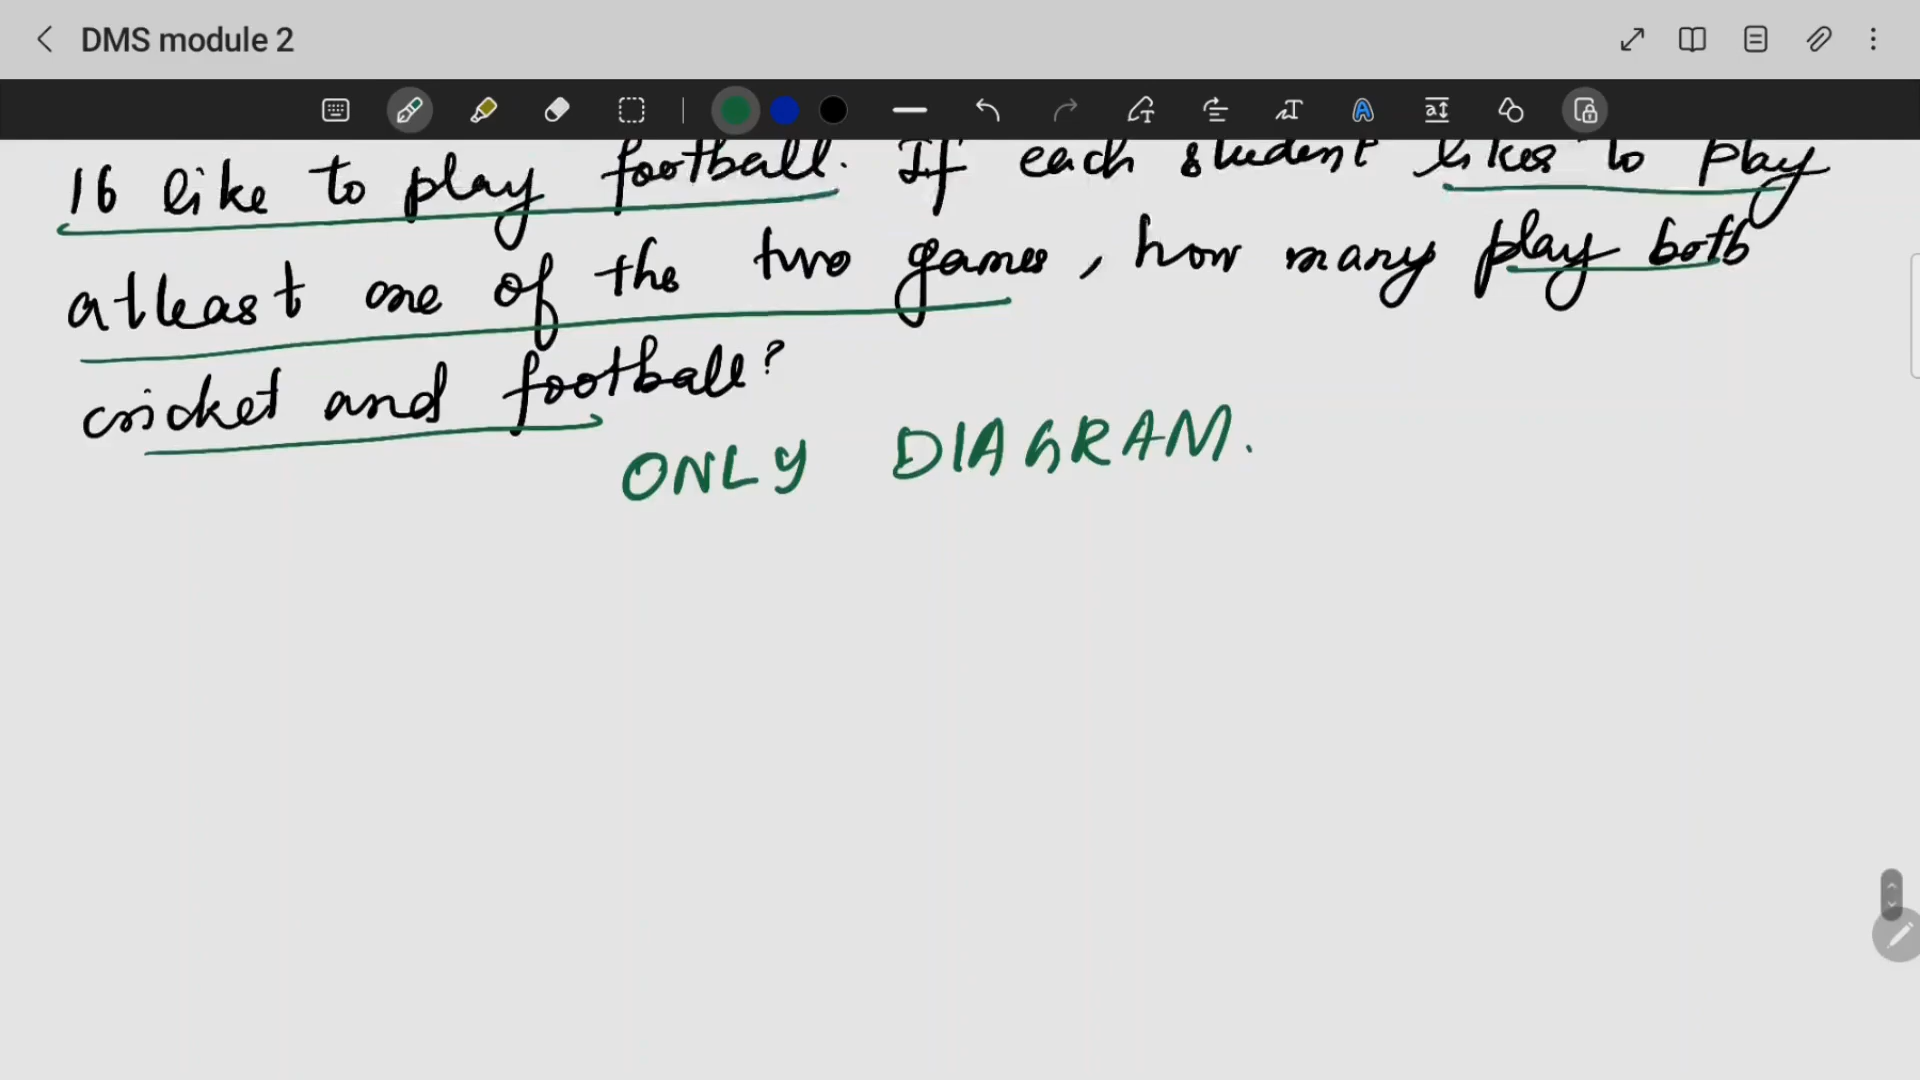 DMS module 2
16 like to play football. If each student likes to play
atleast one of the two games, how many play both
cricket and football?
ONLY DIAGRAM.